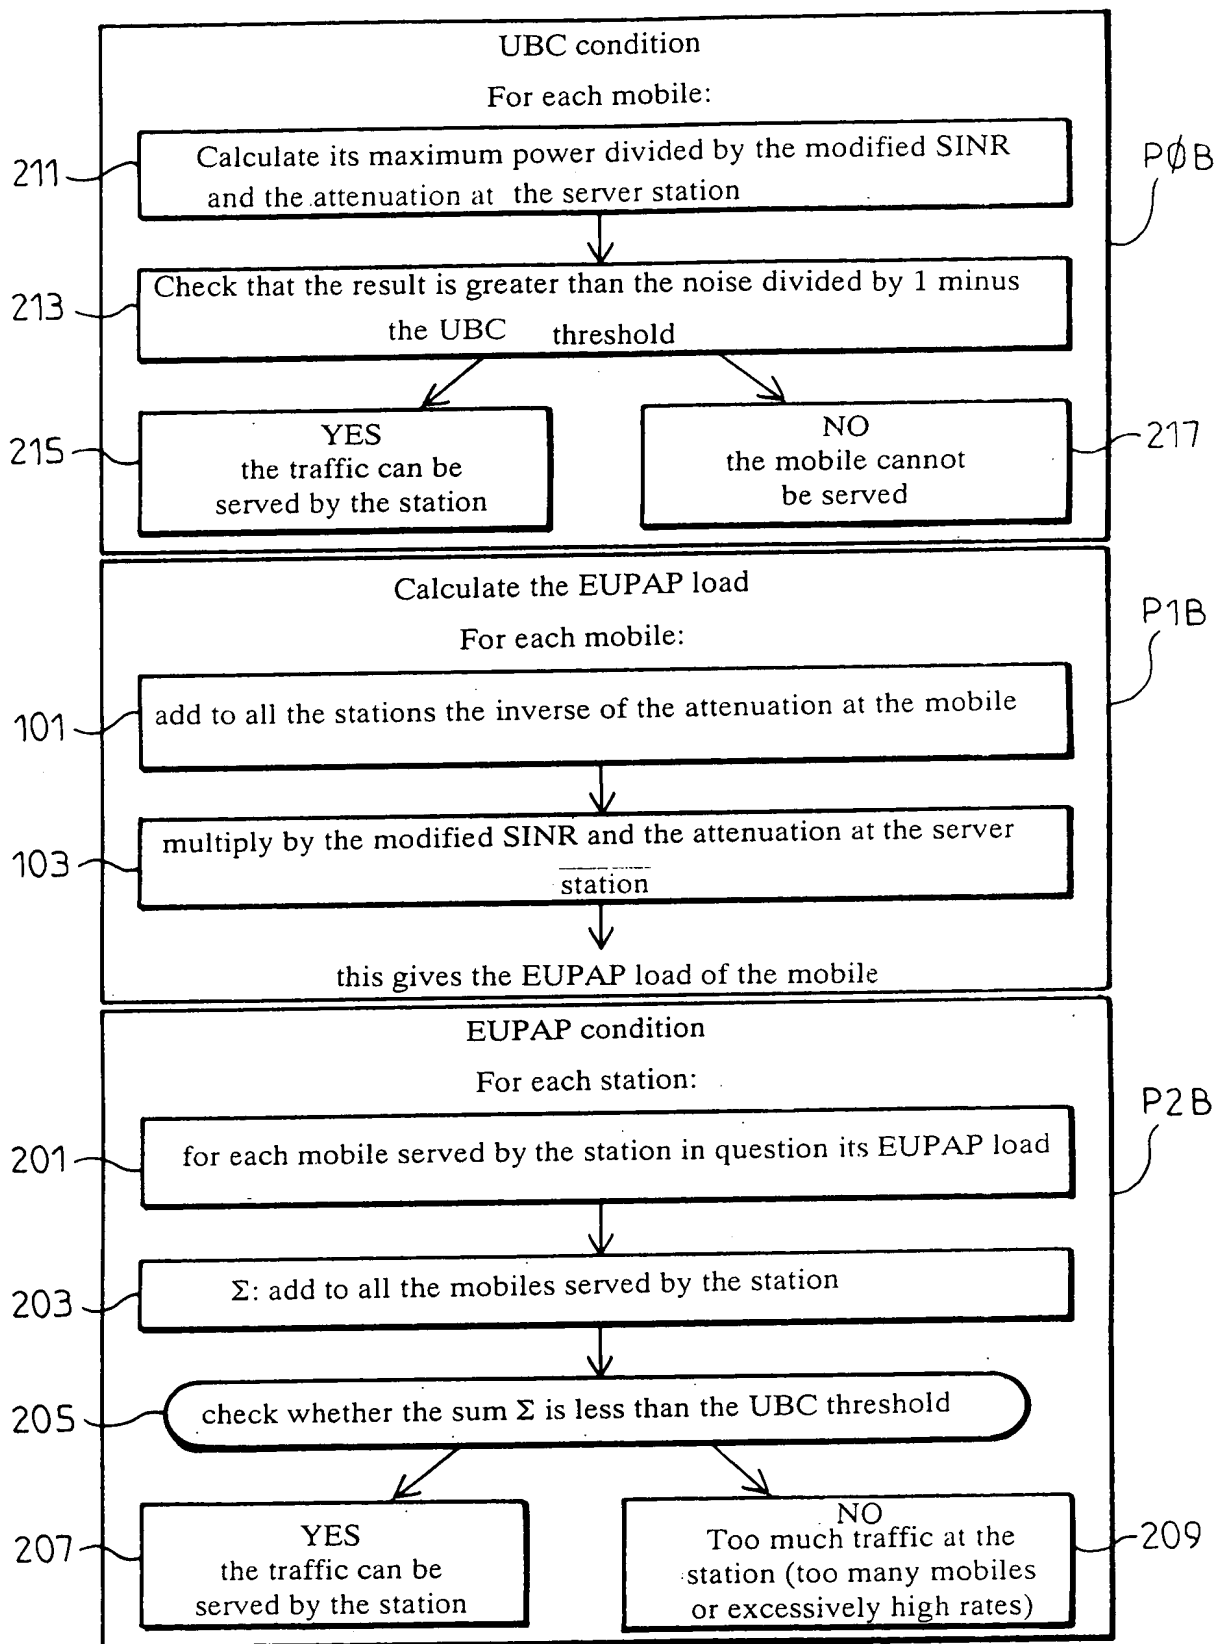 UBC condition
For each mobile:
211
Calculate its maximum power divided by the modified SINR
and the attenuation at the server station
PØB
213
Check that the result is greater than the noise divided by 1 minus
the UBC threshold
215
YES
the traffic can be
served by the station
NO
the mobile cannot
be served
217
Calculate the EUPAP load
For each mobile:
P1B
101
add to all the stations the inverse of the attenuation at the mobile
103
multiply by the modified SINR and the attenuation at the server
station
this gives the EUPAP load of the mobile
EUPAP condition
For each station:
P2B
201
for each mobile served by the station in question its EUPAP load
203
Σ: add to all the mobiles served by the station
205
check whether the sum Σ is less than the UBC threshold
207
YES
the traffic can be
served by the station
NO
Too much traffic at the
station (too many mobiles
or excessively high rates)
209